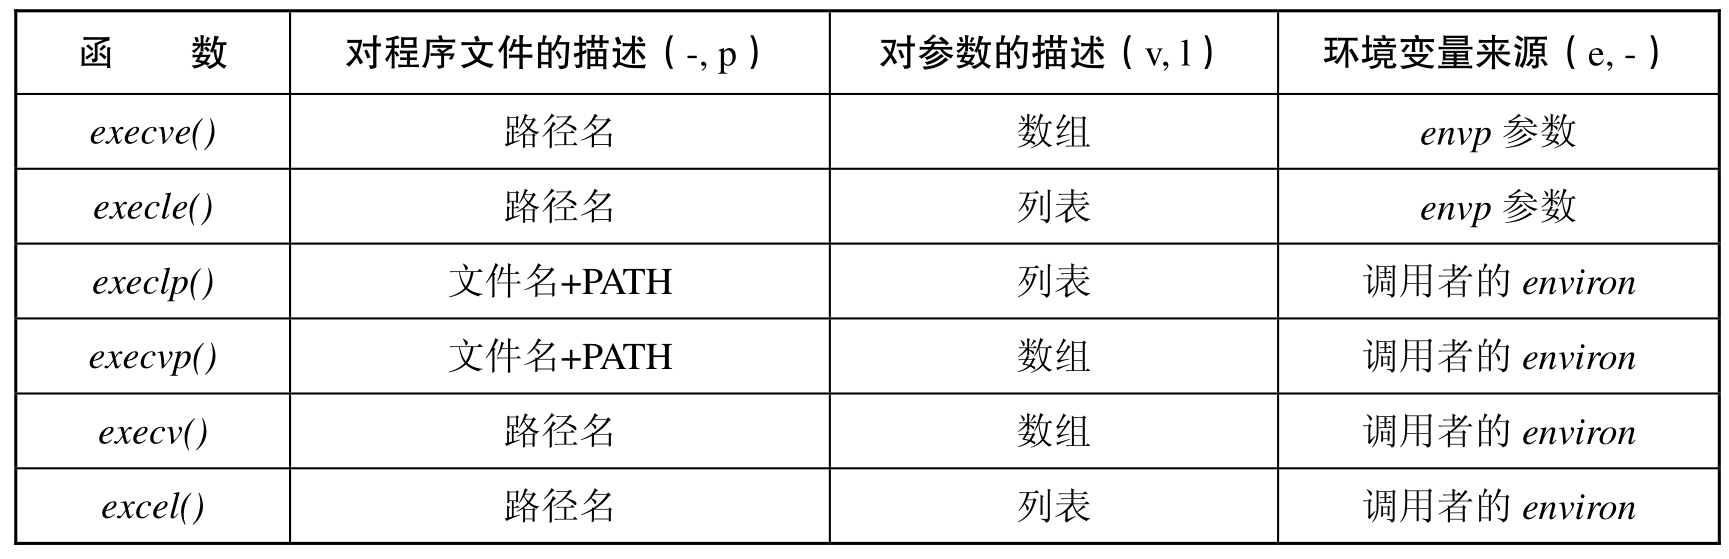 函 数 对程序文件的描述（-, p） 对参数的描述（v, l） 环境变量来源（e, -）
execve() 路径名 数组 envp 参数
execle() 路径名 列表 envp 参数
execlp() 文件名+PATH 列表 调用者的 environ
execvp() 文件名+PATH 数组 调用者的 environ
execv() 路径名 数组 调用者的 environ
excel() 路径名 列表 调用者的 environ